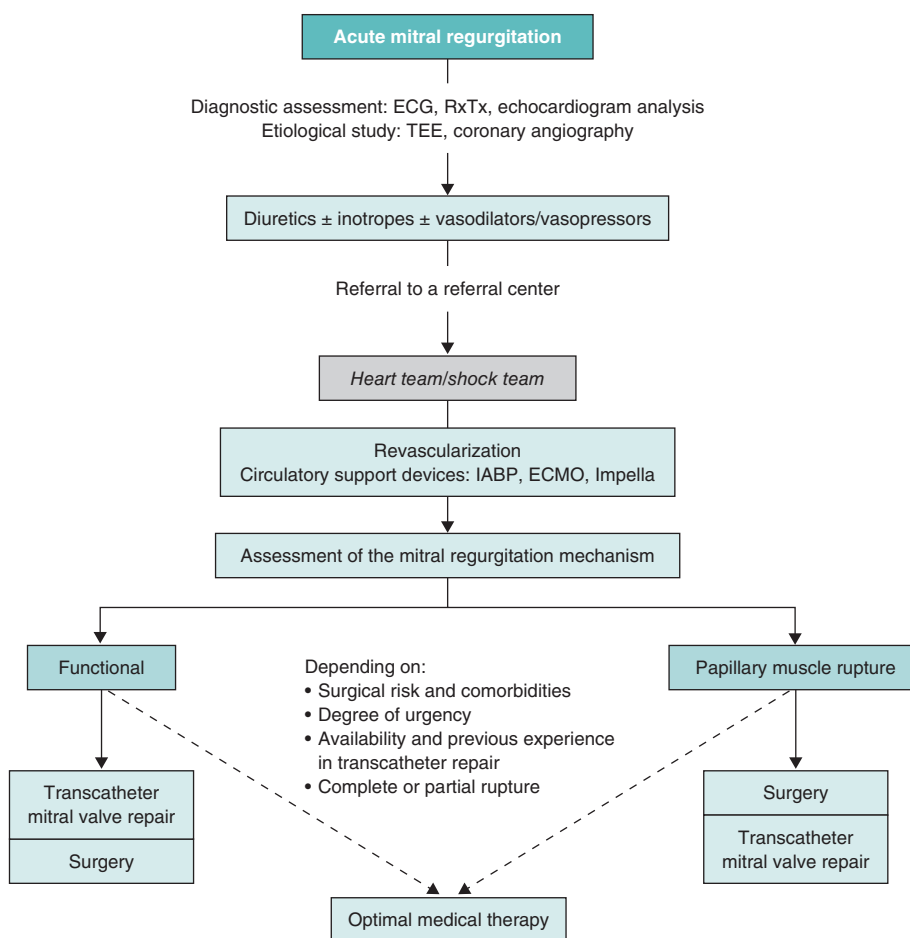 Acute mitral regurgitation
Diagnostic assessment: ECG, RxTx, echocardiogram analysis
Etiological study: TEE, coronary angiography
Diuretics ± inotropes ± vasodilators/vasopressors
Referral to a referral center
Heart team/shock team
Revascularization
Circulatory support devices: IABP, ECMO, Impella
Assessment of the mitral regurgitation mechanism
Functional
Depending on:
• Surgical risk and comorbidities
• Degree of urgency
• Availability and previous experience
in transcatheter repair
• Complete or partial rupture
Papillary muscle rupture
Transcatheter
mitral valve repair
Surgery
Surgery
Transcatheter
mitral valve repair
Optimal medical therapy